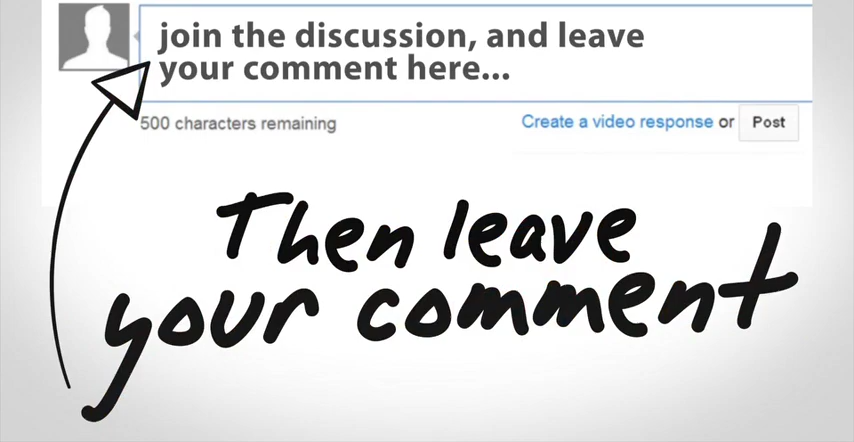 join the discussion, and leave
your comment here...
500 characters remaining
Create a video response or Post
Then leave
your comment